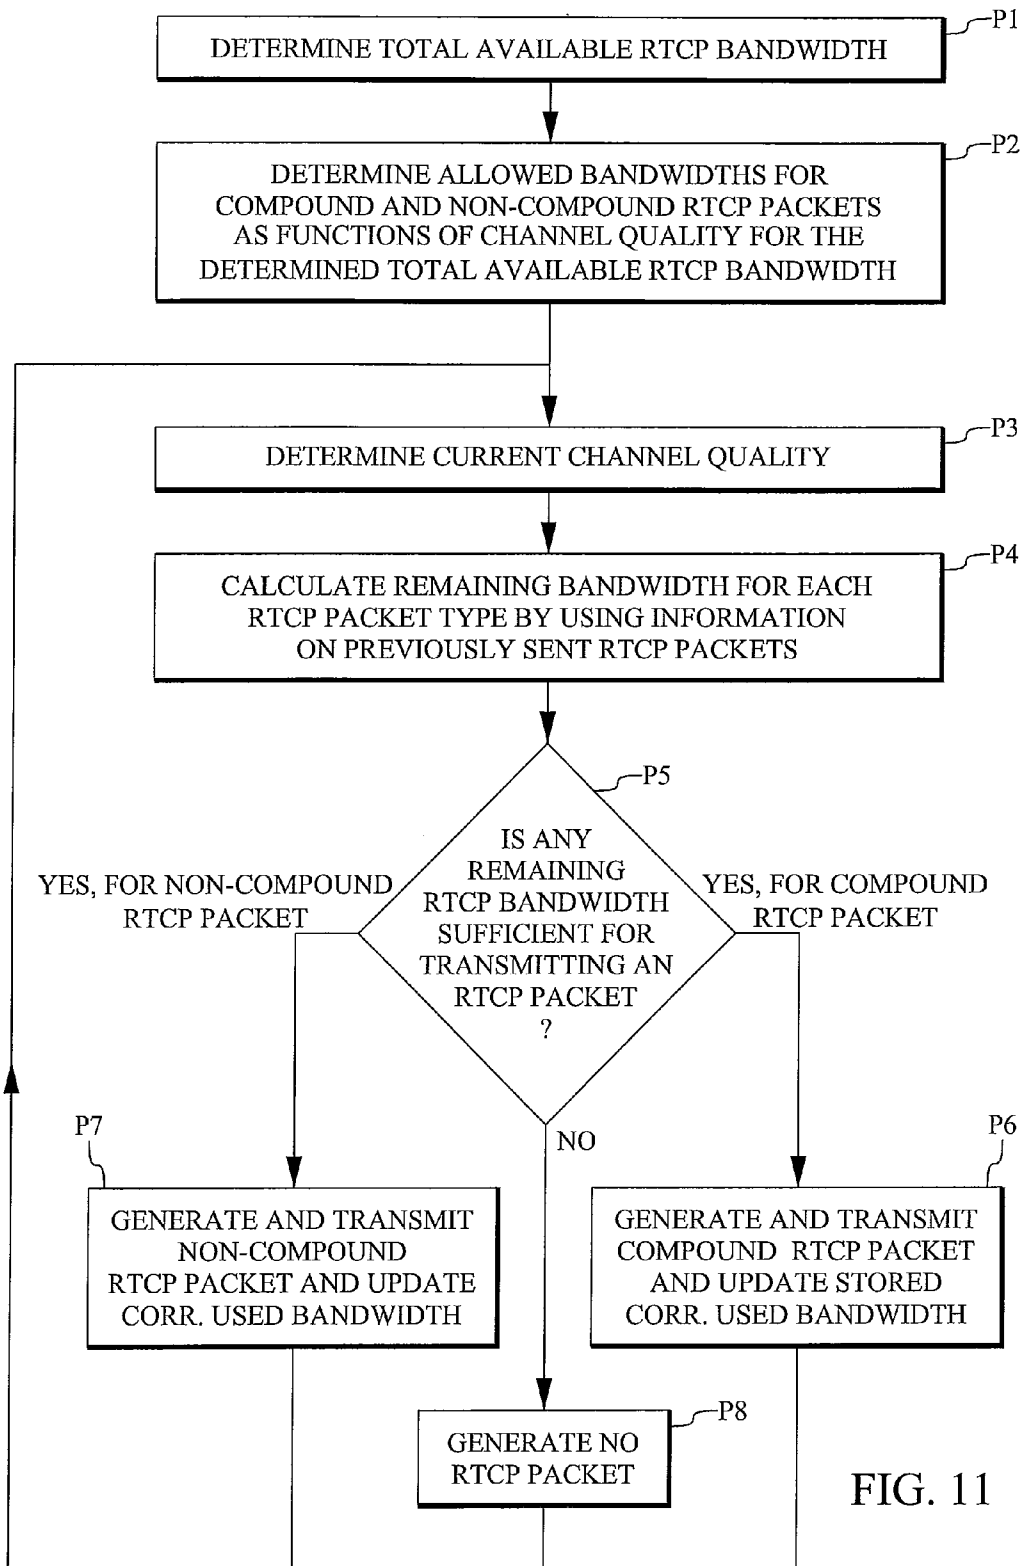 P1
DETERMINE TOTAL AVAILABLE RTCP BANDWIDTH
P2
DETERMINE ALLOWED BANDWIDTHS FOR
COMPOUND AND NON-COMPOUND RTCP PACKETS
AS FUNCTIONS OF CHANNEL QUALITY FOR THE
DETERMINED TOTAL AVAILABLE RTCP BANDWIDTH
P3
DETERMINE CURRENT CHANNEL QUALITY
P4
CALCULATE REMAINING BANDWIDTH FOR EACH
RTCP PACKET TYPE BY USING INFORMATION
ON PREVIOUSLY SENT RTCP PACKETS
P5
IS ANY
REMAINING
RTCP BANDWIDTH
SUFFICIENT FOR
TRANSMITTING AN
RTCP PACKET
?
YES, FOR NON-COMPOUND
RTCP PACKET
YES, FOR COMPOUND
RTCP PACKET
NO
P7
GENERATE AND TRANSMIT
NON-COMPOUND
RTCP PACKET AND UPDATE
CORR. USED BANDWIDTH
P6
GENERATE AND TRANSMIT
COMPOUND RTCP PACKET
AND UPDATE STORED
CORR. USED BANDWIDTH
P8
GENERATE NO
RTCP PACKET
FIG. 11